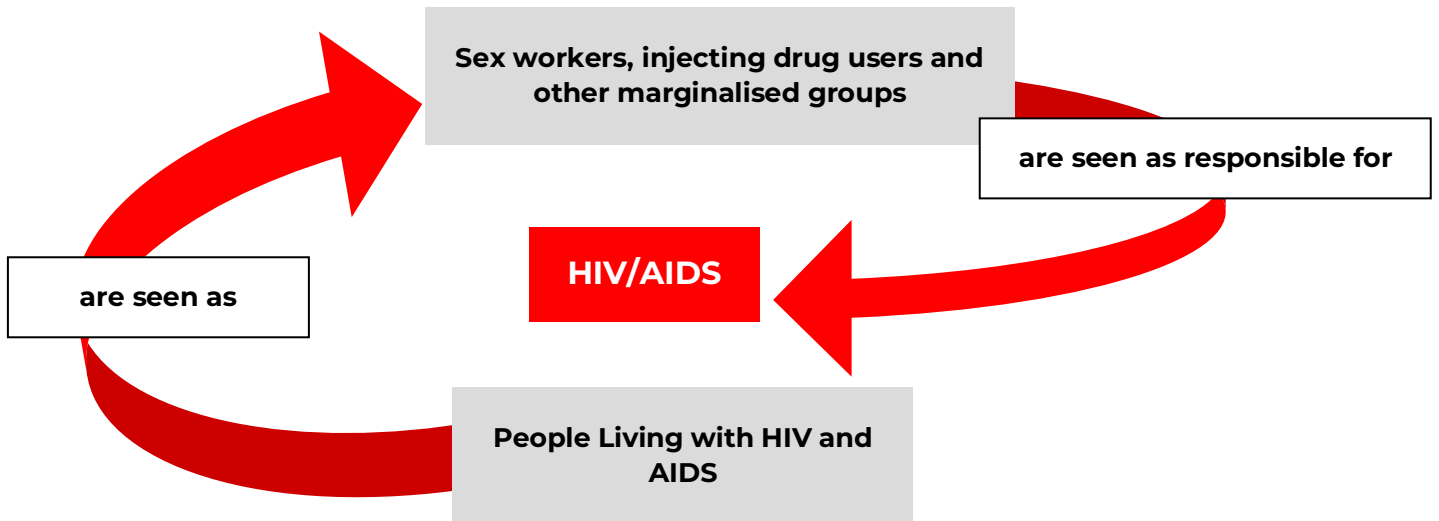 Sex workers, injecting drug users and
other marginalised groups
are seen as responsible for
HIV/AIDS
are seen as
People Living with HIV and
AIDS